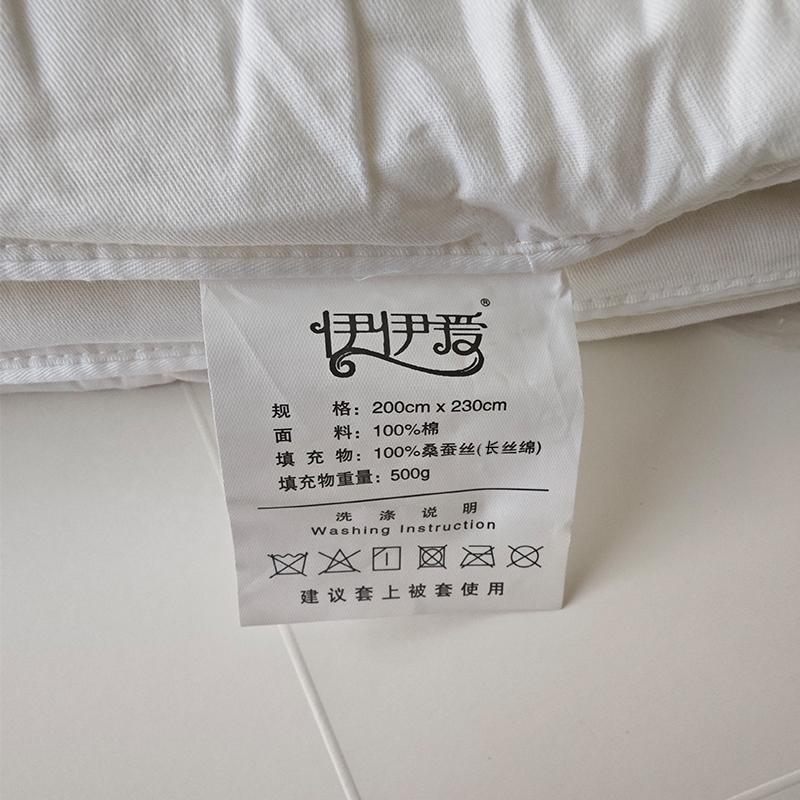 伊伊爱®
规 格：200cm x 230cm
面 料：100%棉
填 充 物：100%桑蚕丝(长丝绵)
填充物重量：500g
洗 涤 说 明
Washing Instruction
建议套上被套使用